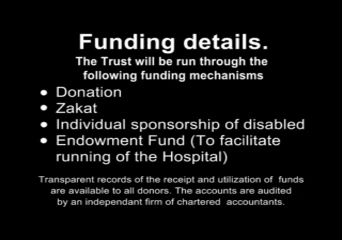 Funding details.
The Trust will be run through the
following funding mechanisms
• Donation
• Zakat
• Individual sponsorship of disabled
• Endowment Fund (To facilitate
running of the Hospital)
Transparent records of the receipt and utilization of funds
are available to all donors. The accounts are audited
by an independant firm of chartered accountants.